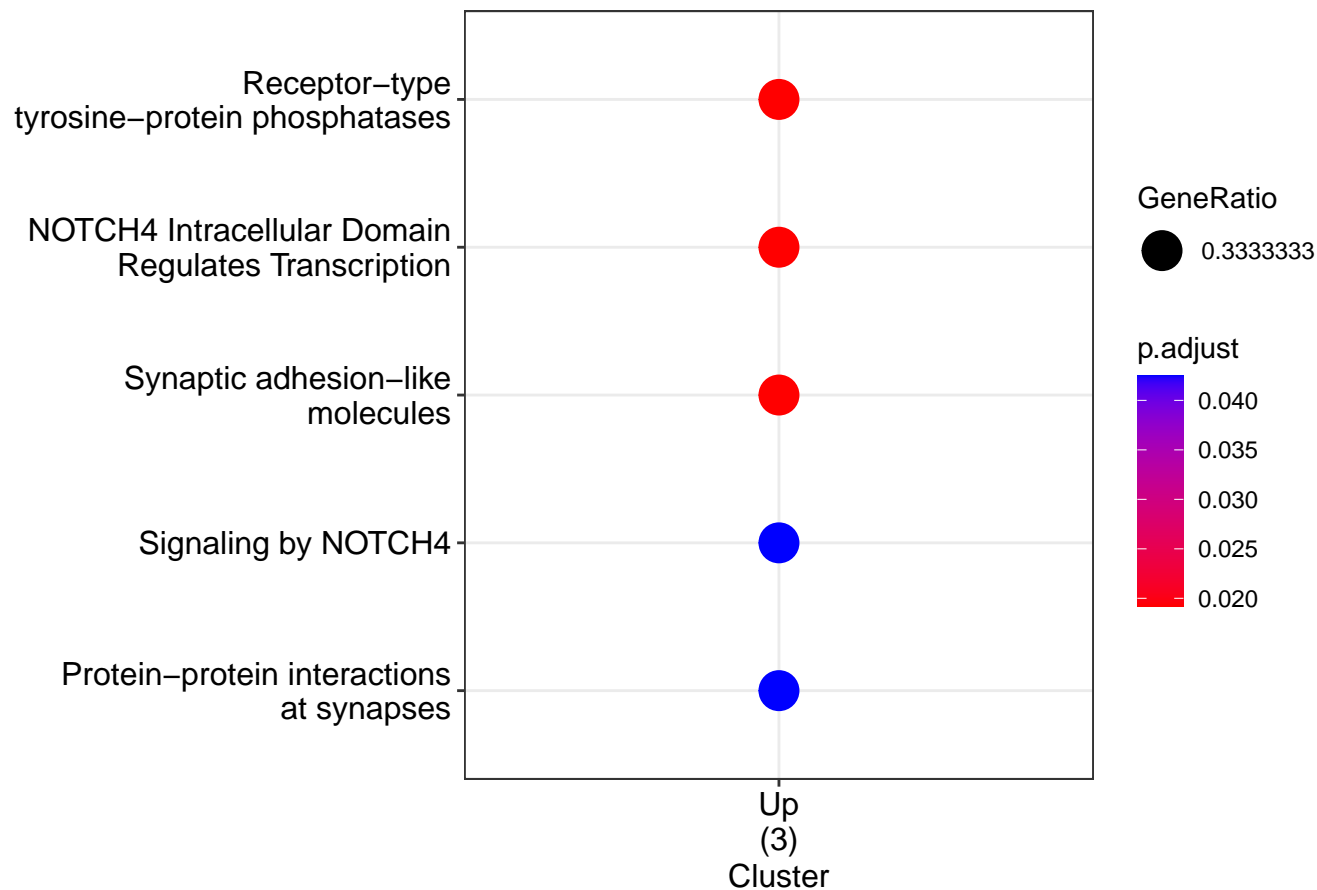 Receptor−type
tyrosine−protein phosphatases
NOTCH4 Intracellular Domain
Regulates Transcription
Synaptic adhesion−like
molecules
Signaling by NOTCH4
Protein−protein interactions
at synapses
Up
(3)
Cluster
GeneRatio
0.3333333
p.adjust
0.040
0.035
0.030
0.025
0.020